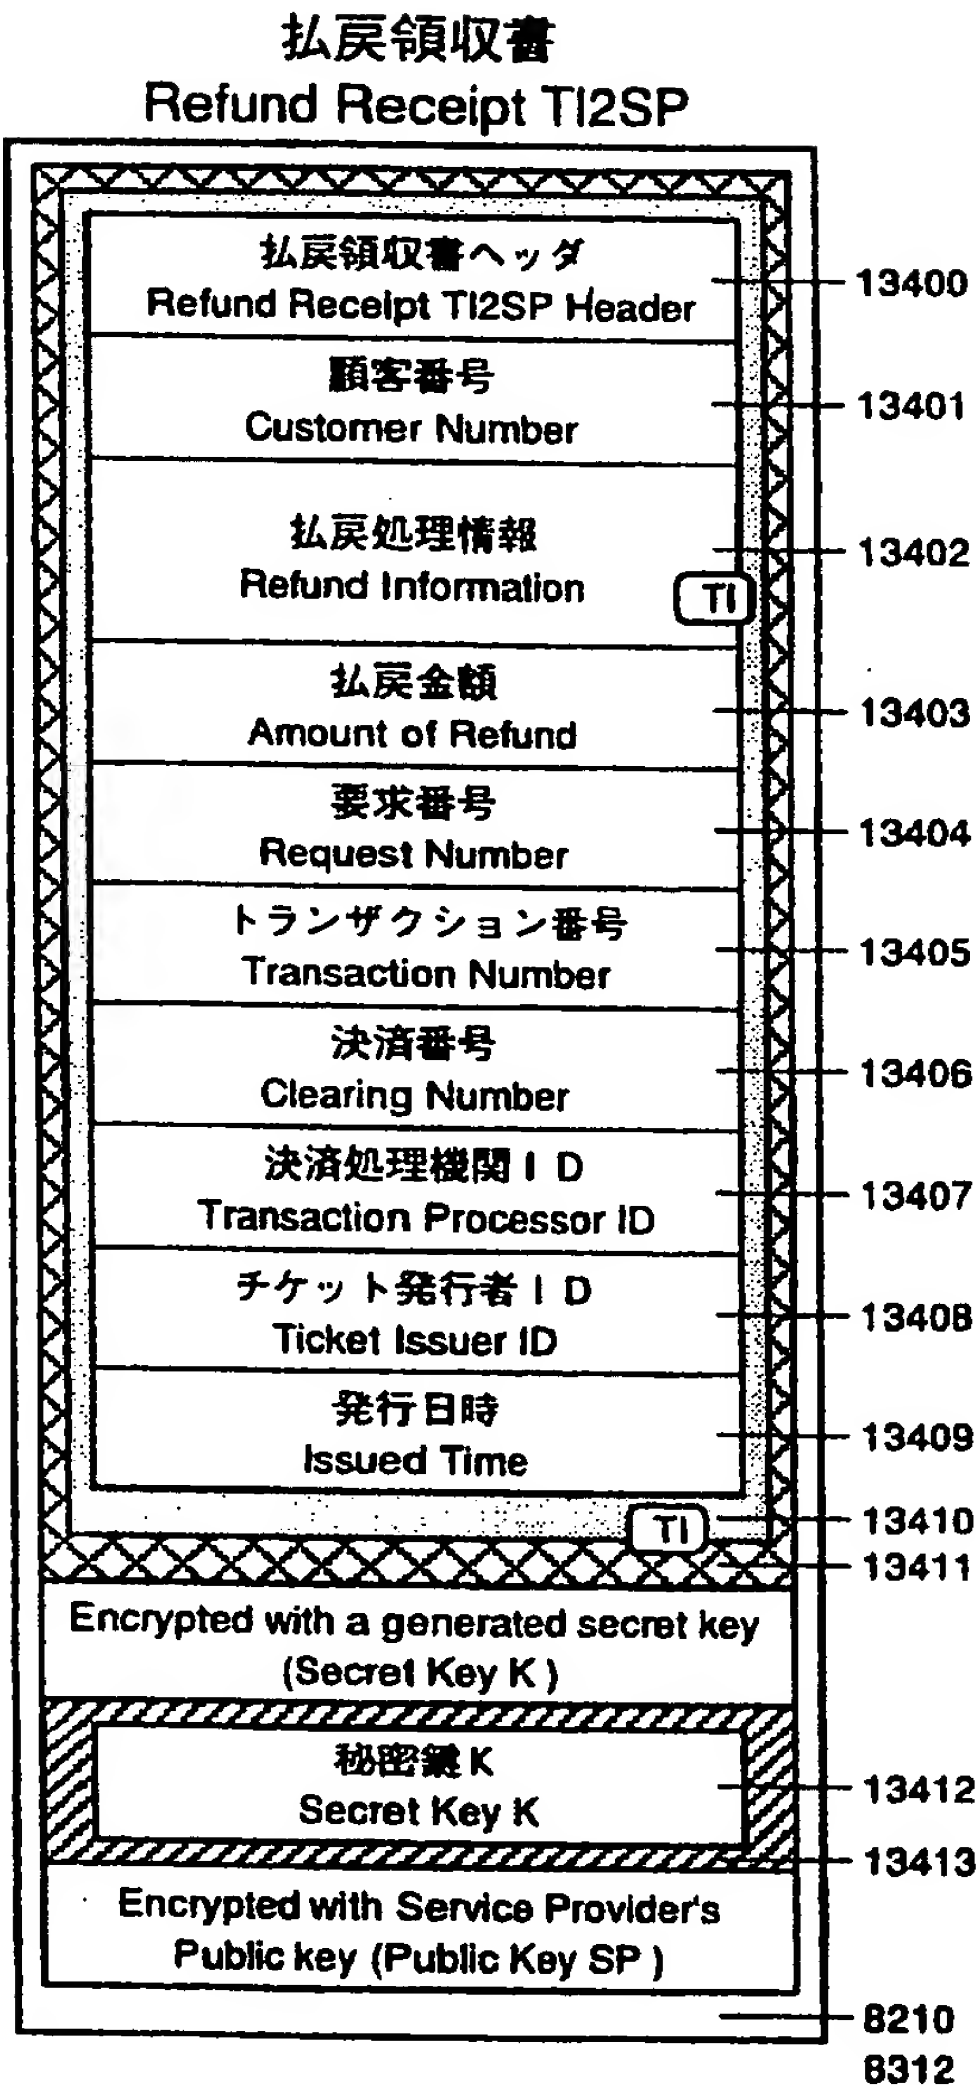 払戻領収書
Refund Receipt TI2SP
払戻領収書ヘッダ
Refund Receipt TI2SP Header
13400
顧客番号
Customer Number
13401
払戻処理情報
Refund Information
13402
TI
払戻金額
Amount of Refund
13403
要求番号
Request Number
13404
トランザクション番号
Transaction Number
13405
決済番号
Clearing Number
13406
決済処理機関ID
Transaction Processor ID
13407
チケット発行者ID
Ticket Issuer ID
13408
発行日時
Issued Time
13409
TI
13410
13411
Encrypted with a generated secret key
(Secret Key K )
秘密鍵K
Secret Key K
13412
13413
Encrypted with Service Provider's
Public key (Public Key SP )
8210
8312